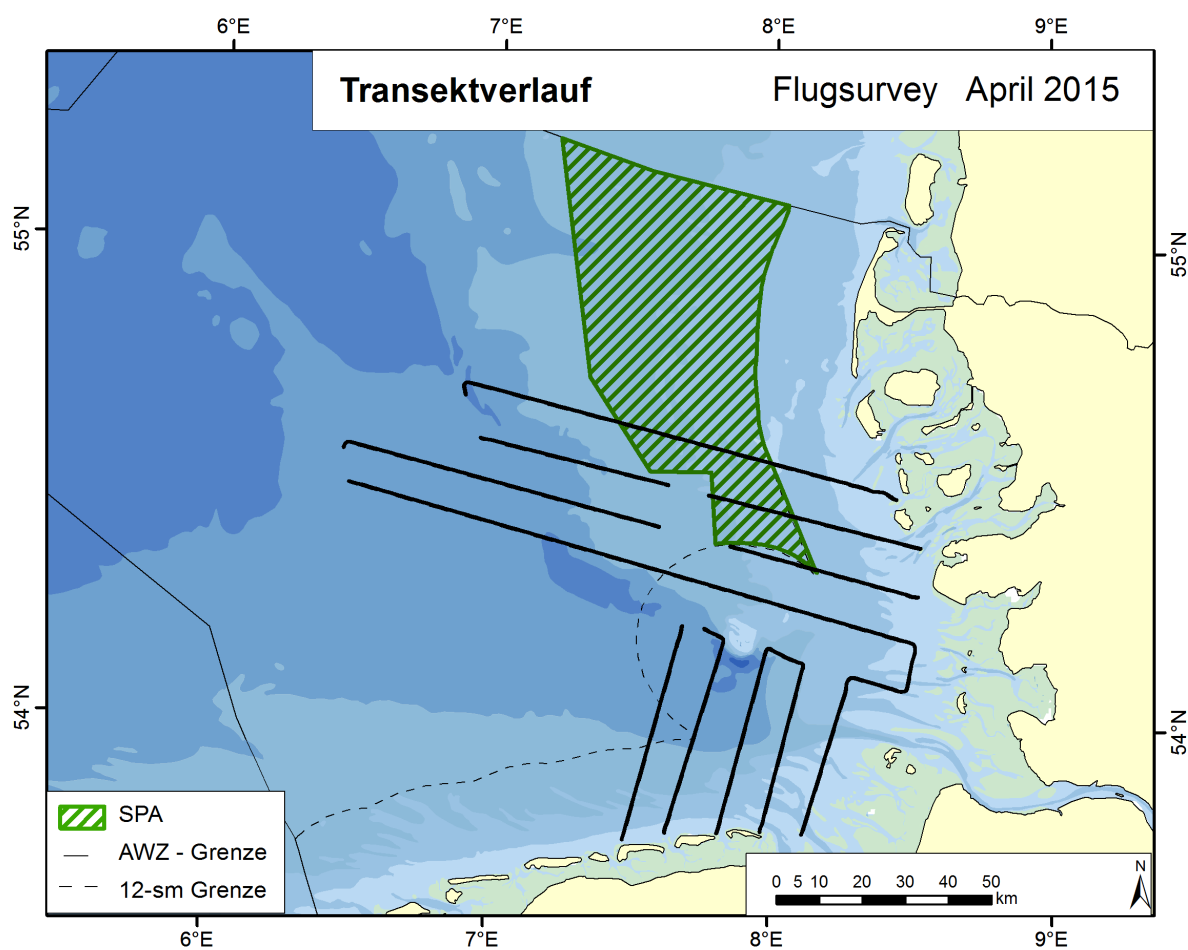 6°E 7°E 8°E 9°E
Transektverlauf Flugsurvey April 2015
55°N
55°N
54°N
54°N
SPA
AWZ - Grenze
12-sm Grenze
N
0 5 10 20 30 40 50
km
6°E 7°E 8°E 9°E